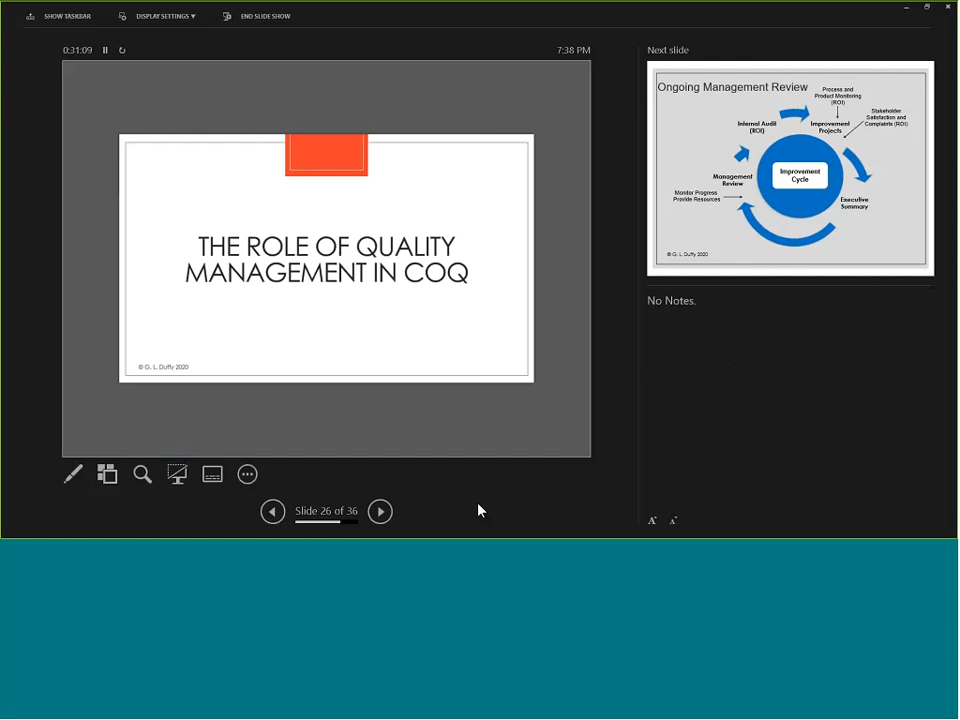 SHOW TASKBAR
DISPLAY SETTINGS ▼
END SLIDE SHOW
0:31:09
7:38 PM
THE ROLE OF QUALITY
MANAGEMENT IN COQ
© G. L. Duffy 2020
Slide 26 of 36
Next slide
Ongoing Management Review
Process and
Product Monitoring
(ROI)
Stakeholder
Satisfaction and
Complaints (ROI)
Internal Audit
(ROI)
Improvement
Projects
Improvement
Cycle
Management
Review
Monitor Progress
Provide Resources
Executive
Summary
© G. L. Duffy 2020
No Notes.
A
A